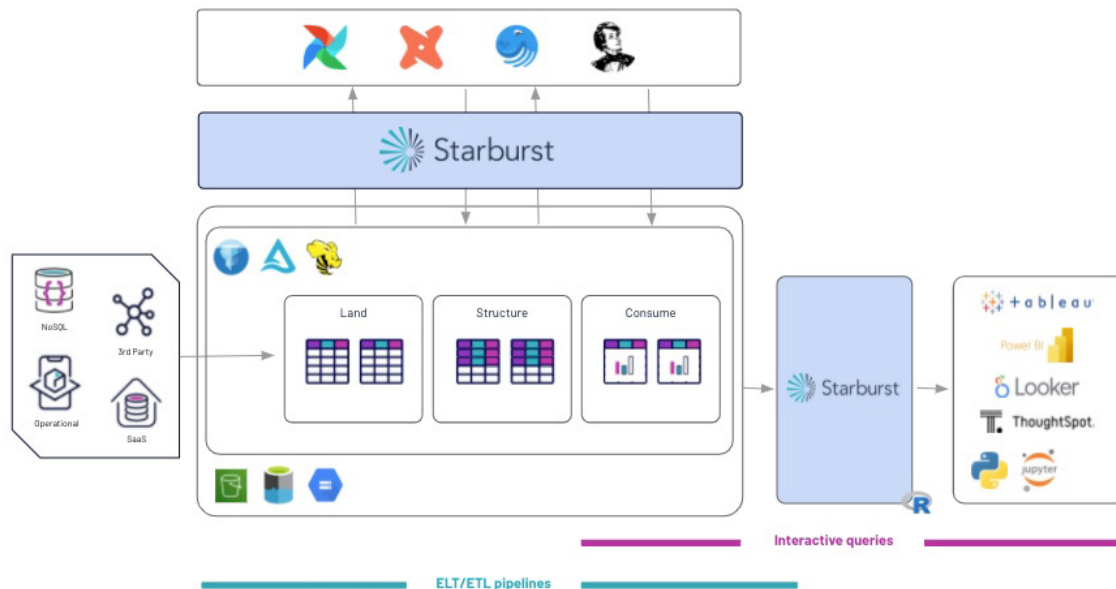 Starburst
NoSQL
3rd Party
Operational
SaaS
Land
Structure
Consume
Starburst
R
+ a b l e a u
Power BI
Looker
T. ThoughtSpot.
jupyter
Interactive queries
ELT/ETL pipelines